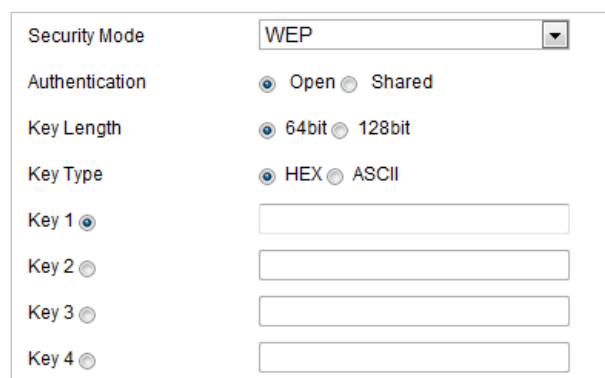 Security Mode WEP
Authentication Open Shared
Key Length 64bit 128bit
Key Type HEX ASCII
Key 1
Key 2
Key 3
Key 4